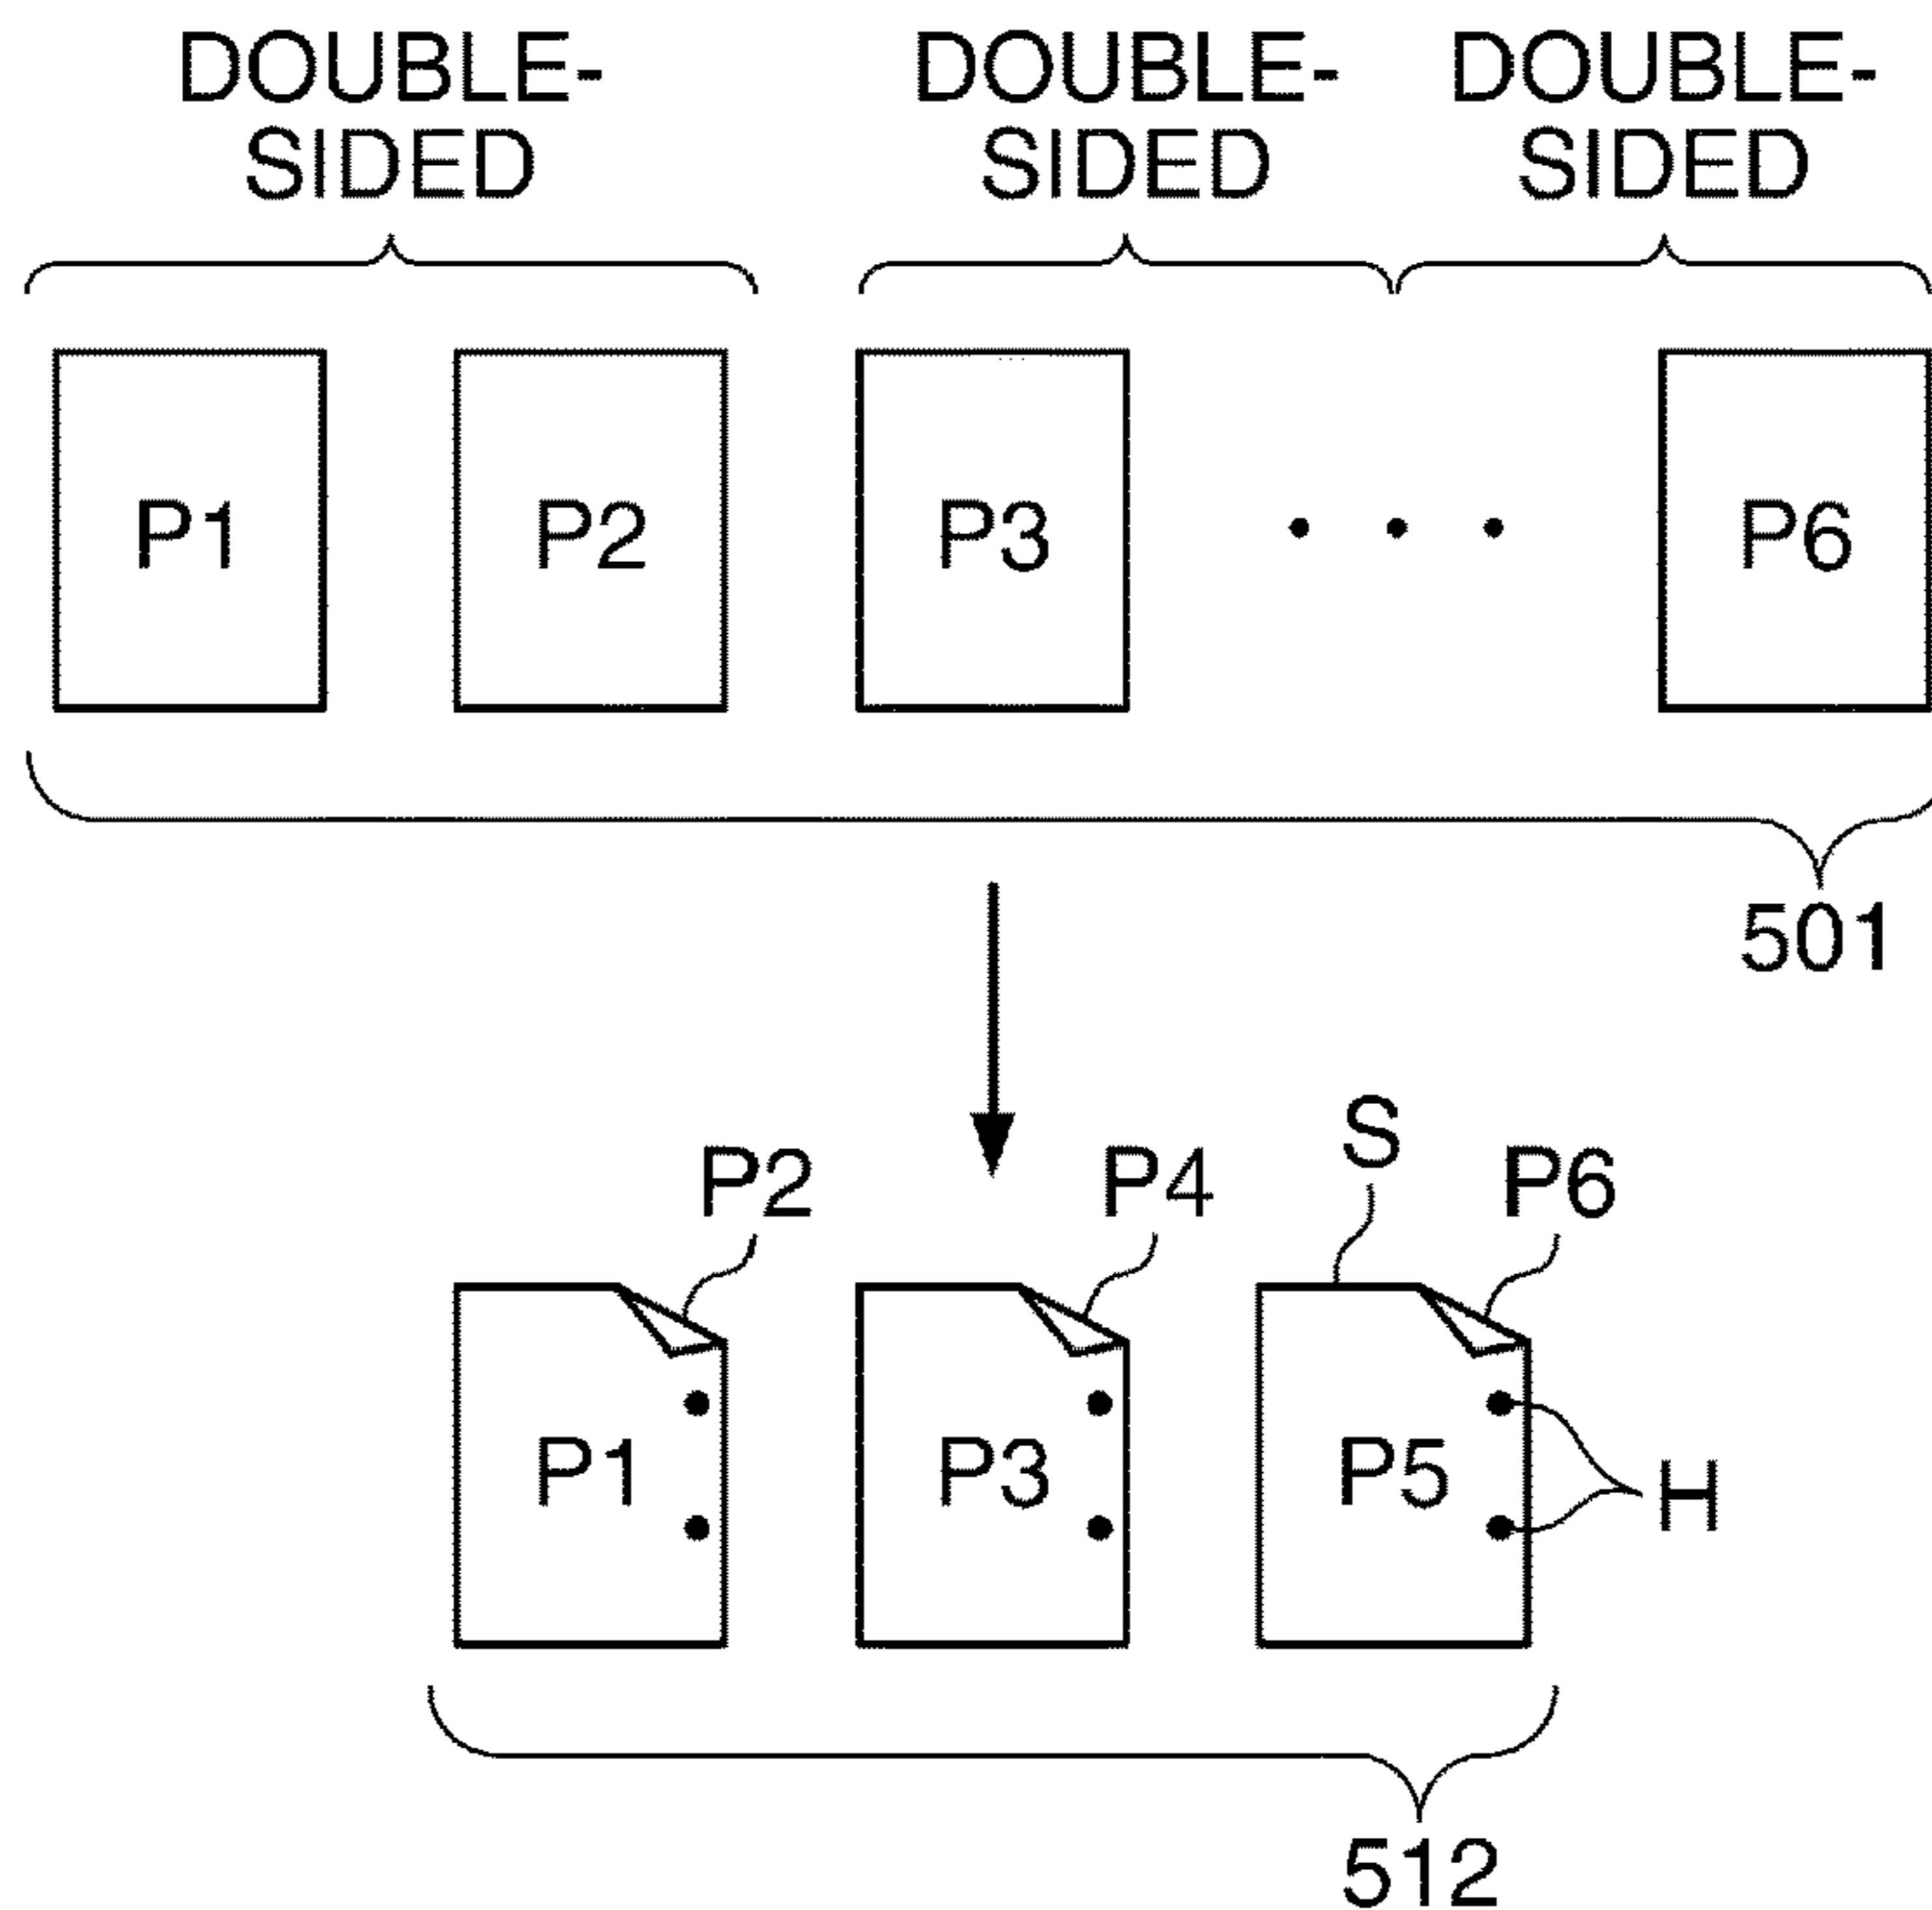 DOUBLE-
SIDED
DOUBLE-
SIDED
DOUBLE-
SIDED
P1
P2
P3
P6
501
P2
P4
S
P6
P1
P3
P5
H
512